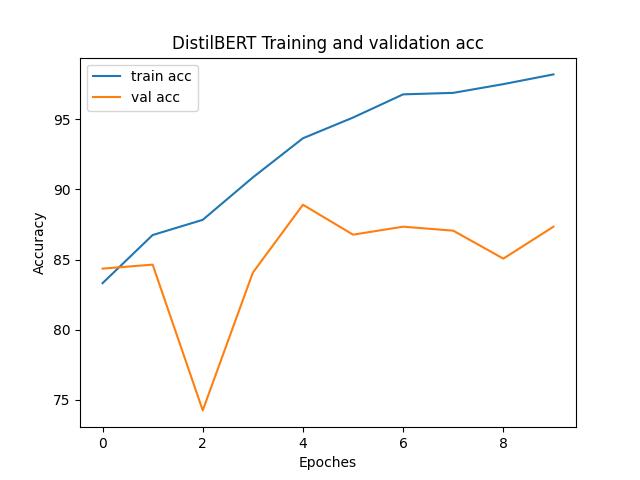 DistilBERT Training and validation acc
train acc
val acc
Accuracy
95
90
85
80
75
0 2 4 6 8
Epoches